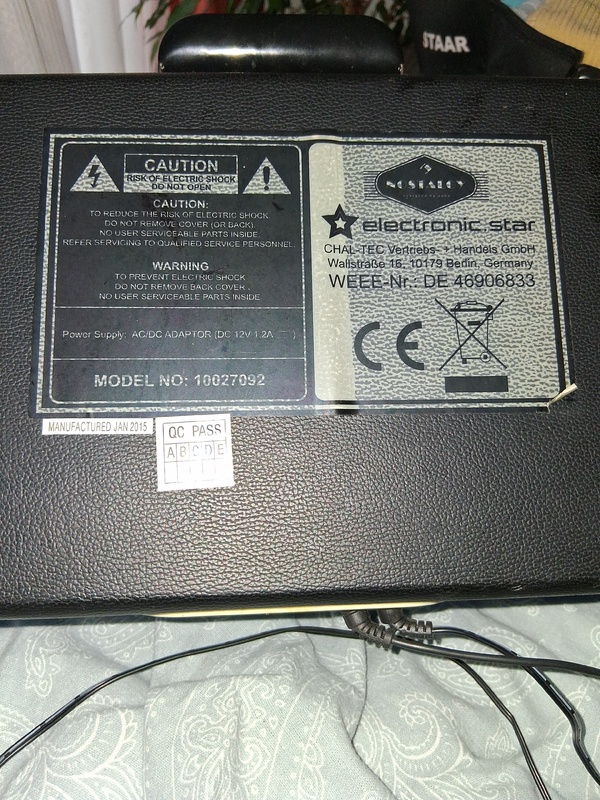 STAAR
CAUTION
RISK OF ELECTRIC SHOCK
DO NOT OPEN
CAUTION:
TO REDUCE THE RISK OF ELECTRIC SHOCK
DO NOT REMOVE COVER (OR BACK).
NO USER SERVICEABLE PARTS INSIDE.
REFER SERVICING TO QUALIFIED SERVICE PERSONNEL.
WARNING
TO PREVENT ELECTRIC SHOCK
DO NOT REMOVE BACK COVER .
NO USER SERVICEABLE PARTS INSIDE.
Power Supply: AC/DC ADAPTOR (DC 12V 1.2A
MODEL NO: 10027092
NOSTALGY
electronic.star
CHAL-TEC Vertriebs- + Handels GmbH
Wallstraße 16, 10179 Berlin, Germany
WEEE-Nr.: DE 46906833
CE
MANUFACTURED JAN 2015
QC PASS
A B C D E